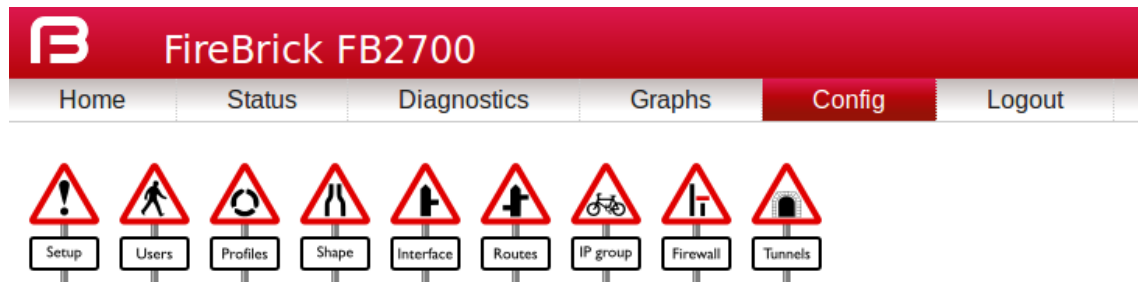 FireBrick FB2700
Home Status Diagnostics Graphs Config Logout
Setup Users Profiles Shape Interface Routes IP group Firewall Tunnels